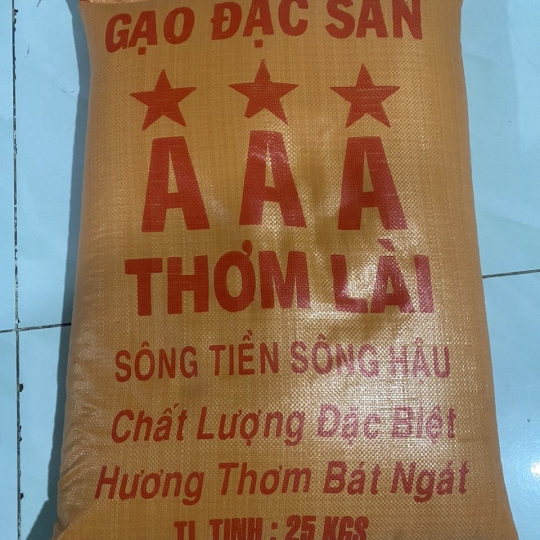 GẠO ĐẶC SẢN
A A A
THƠM LÀI
SÔNG TIỀN SÔNG HẬU
Chất Lượng Đặc Biệt
Hương Thơm Bát Ngát
TL TỊNH : 25 KGS